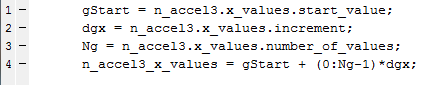 1 - gStart = n_accel3.x_values.start_value;
2 - dgx = n_accel3.x_values.increment;
3 - Ng = n_accel3.x_values.number_of_values;
4 - n_accel3_x_values = gStart + (0:Ng-1)*dgx;